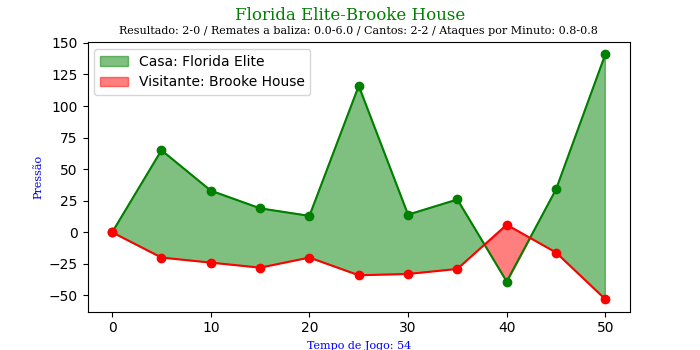 Florida Elite-Brooke House
Resultado: 2-0 / Remates a baliza: 0.0-6.0 / Cantos: 2-2 / Ataques por Minuto: 0.8-0.8
150
125
100
75
50
25
0
−25
−50
Pressão
Casa: Florida Elite
Visitante: Brooke House
0 10 20 30 40 50
Tempo de Jogo: 54